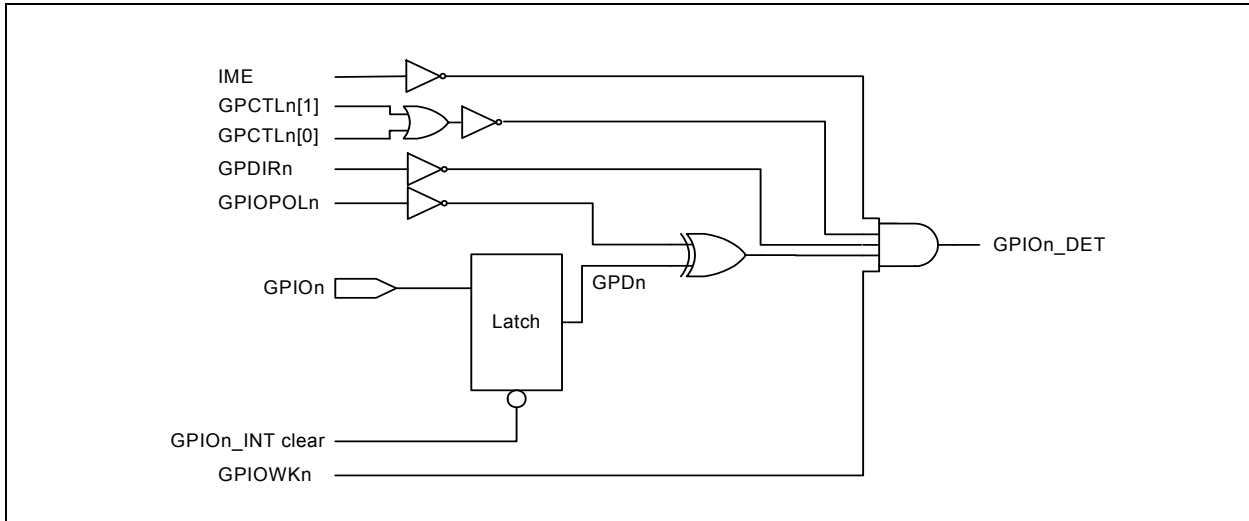 IME
GPCTLn[1]
GPCTLn[0]
GPDIRn
GPIOPOLn
GPIOn_DET
GPIOn
GPDn
Latch
GPIOn_INT clear
GPIOWKn